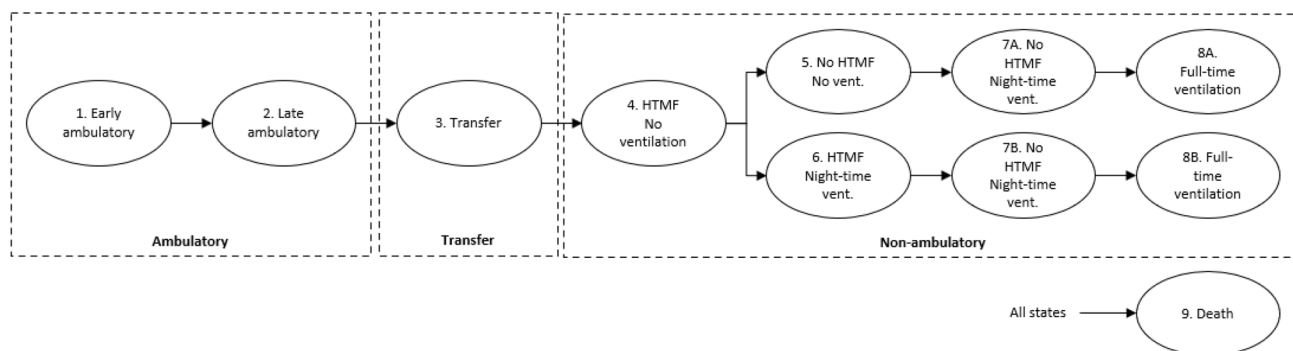 1. Early
ambulatory
2. Late
ambulatory
Ambulatory
3. Transfer
Transfer
4. HTMF
No
ventilation
5. No HTMF
No vent.
7A. No
HTMF
Night-time
vent.
8A.
Full-time
ventilation
6. HTMF
Night-time
vent.
7B. No
HTMF
Night-time
vent.
8B. Full-
time
ventilation
Non-ambulatory
All states
9. Death